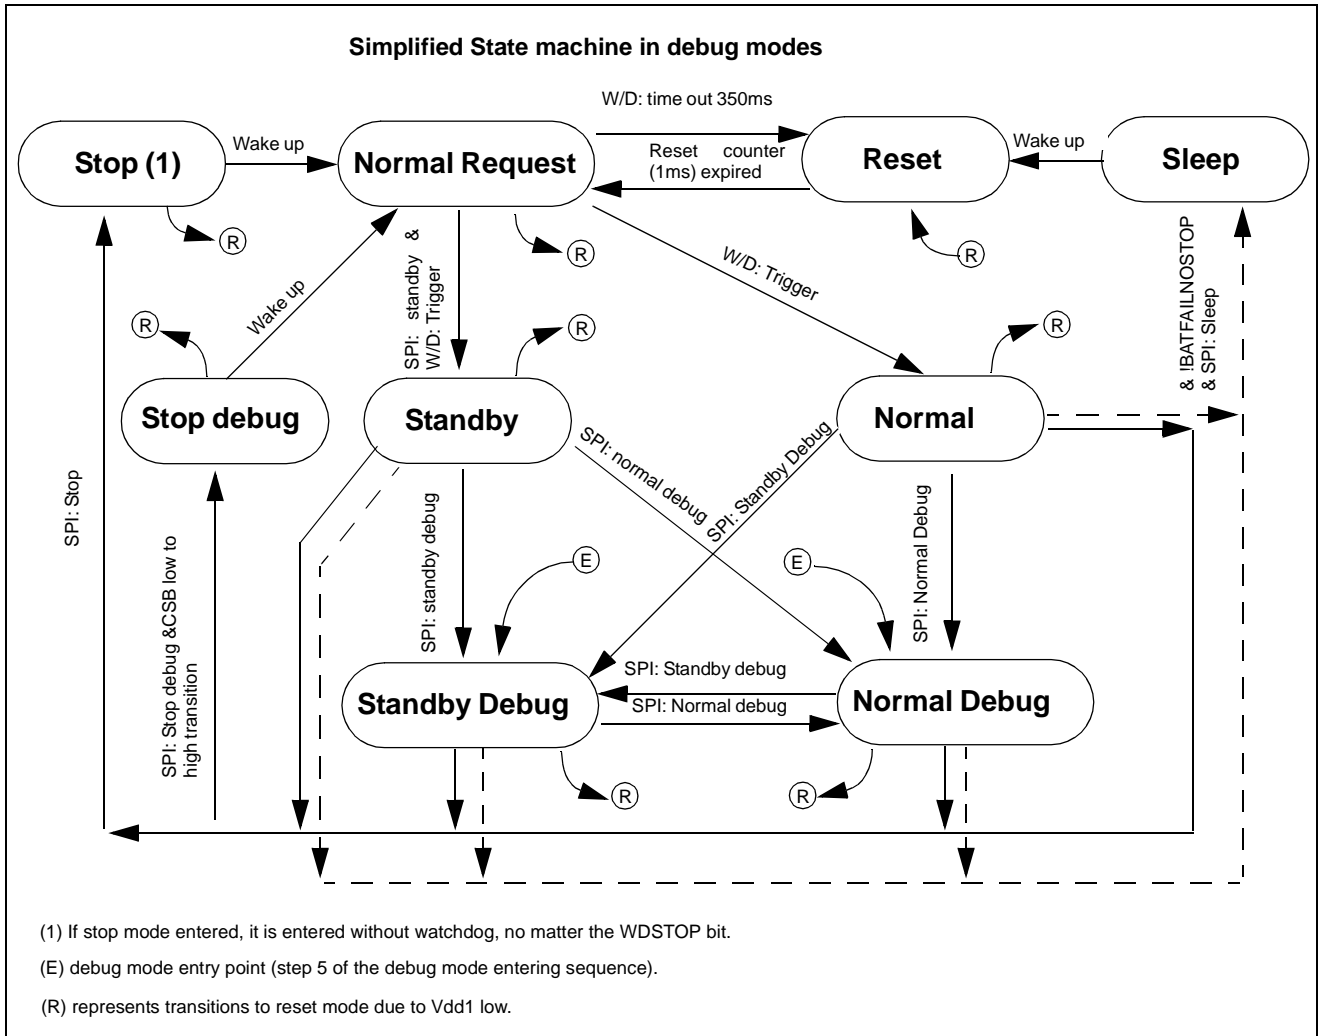 Simplified State machine in debug modes
W/D: time out 350ms
Stop (1)
Wake up
Normal Request
Reset counter
(1ms) expired
Reset
Wake up
Sleep
R
R
R
SPI: standby &
W/D: Trigger
W/D: Trigger
& !BATFAILNOSTOP
& SPI: Sleep
Wake up
R
R
R
Stop debug
Standby
Normal
SPI: Stop
SPI: Stop debug &CSB low to
high transition
SPI: standby debug
SPI: normal debug
SPI: Standby Debug
SPI: Normal Debug
E
E
Standby Debug
SPI: Standby debug
SPI: Normal debug
Normal Debug
R
R
(1) If stop mode entered, it is entered without watchdog, no matter the WDSTOP bit.
(E) debug mode entry point (step 5 of the debug mode entering sequence).
(R) represents transitions to reset mode due to Vdd1 low.